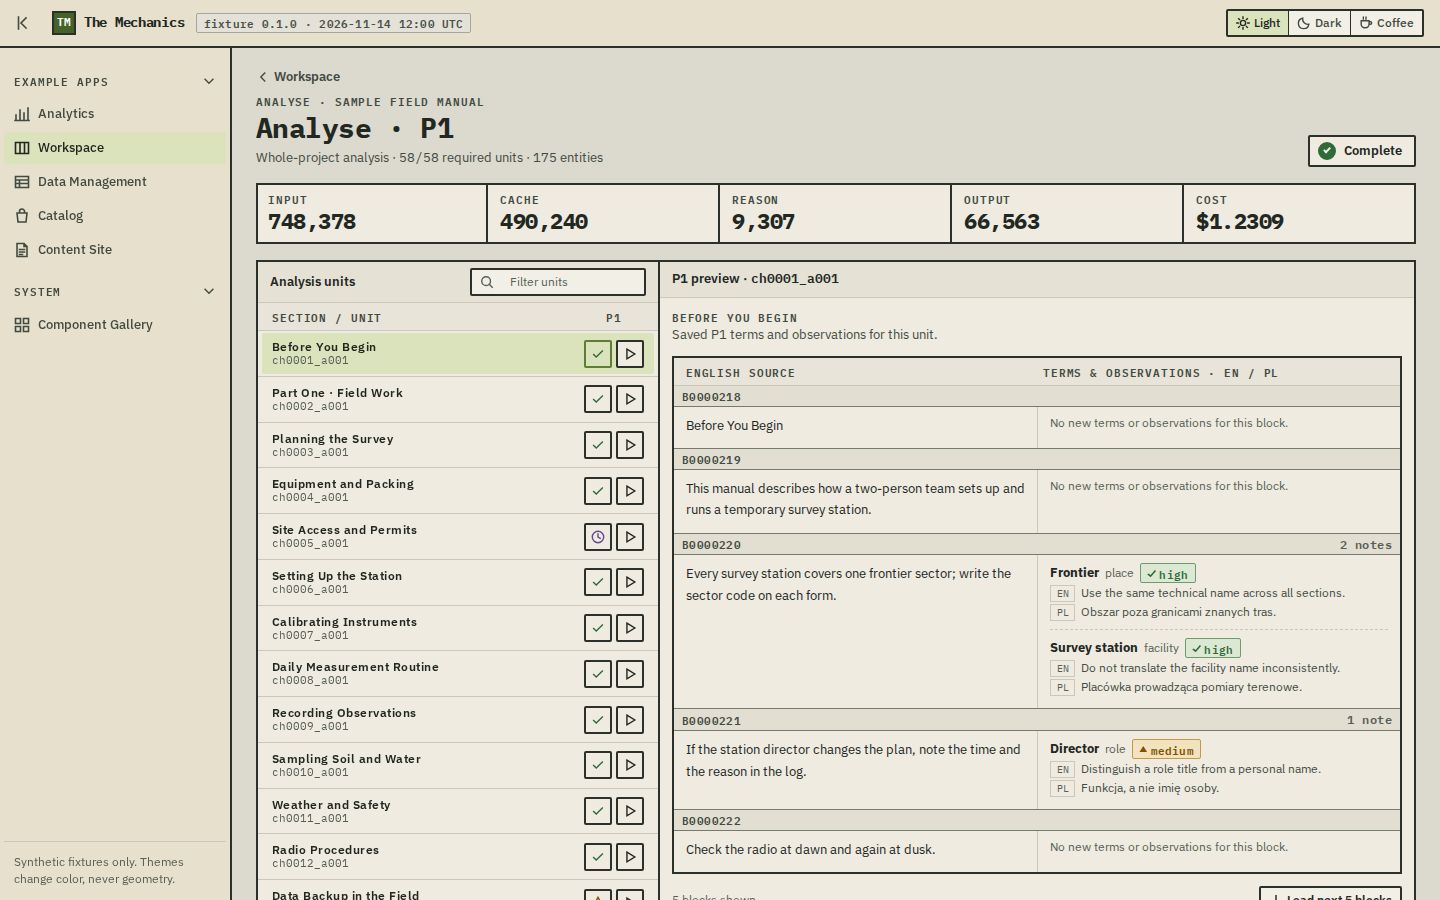 TM The Mechanics fixture 0.1.0 · 2026-11-14 12:00 UTC Light Dark Coffee
EXAMPLE APPS
Analytics
Workspace
Data Management
Catalog
Content Site
SYSTEM
Component Gallery
Synthetic fixtures only. Themes
change color, never geometry.
Workspace
ANALYSE · SAMPLE FIELD MANUAL
Analyse · P1
Whole-project analysis · 58/58 required units · 175 entities
Complete
INPUT
748,378
CACHE
490,240
REASON
9,307
OUTPUT
66,563
COST
$1.2309
Analysis units
Filter units
SECTION / UNIT P1
Before You Begin
ch0001_a001
Part One · Field Work
ch0002_a001
Planning the Survey
ch0003_a001
Equipment and Packing
ch0004_a001
Site Access and Permits
ch0005_a001
Setting Up the Station
ch0006_a001
Calibrating Instruments
ch0007_a001
Daily Measurement Routine
ch0008_a001
Recording Observations
ch0009_a001
Sampling Soil and Water
ch0010_a001
Weather and Safety
ch0011_a001
Radio Procedures
ch0012_a001
Data Backup in the Field
P1 preview · ch0001_a001
BEFORE YOU BEGIN
Saved P1 terms and observations for this unit.
ENGLISH SOURCE TERMS & OBSERVATIONS · EN / PL
B0000218
Before You Begin
No new terms or observations for this block.
B0000219
This manual describes how a two-person team sets up and
runs a temporary survey station.
No new terms or observations for this block.
B0000220 2 notes
Every survey station covers one frontier sector; write the
sector code on each form.
Frontier place high
EN Use the same technical name across all sections.
PL Obszar poza granicami znanych tras.
Survey station facility high
EN Do not translate the facility name inconsistently.
PL Placówka prowadząca pomiary terenowe.
B0000221 1 note
If the station director changes the plan, note the time and
the reason in the log.
Director role medium
EN Distinguish a role title from a personal name.
PL Funkcja, a nie imię osoby.
B0000222
Check the radio at dawn and again at dusk.
No new terms or observations for this block.
5 blocks shown
Load next 5 blocks